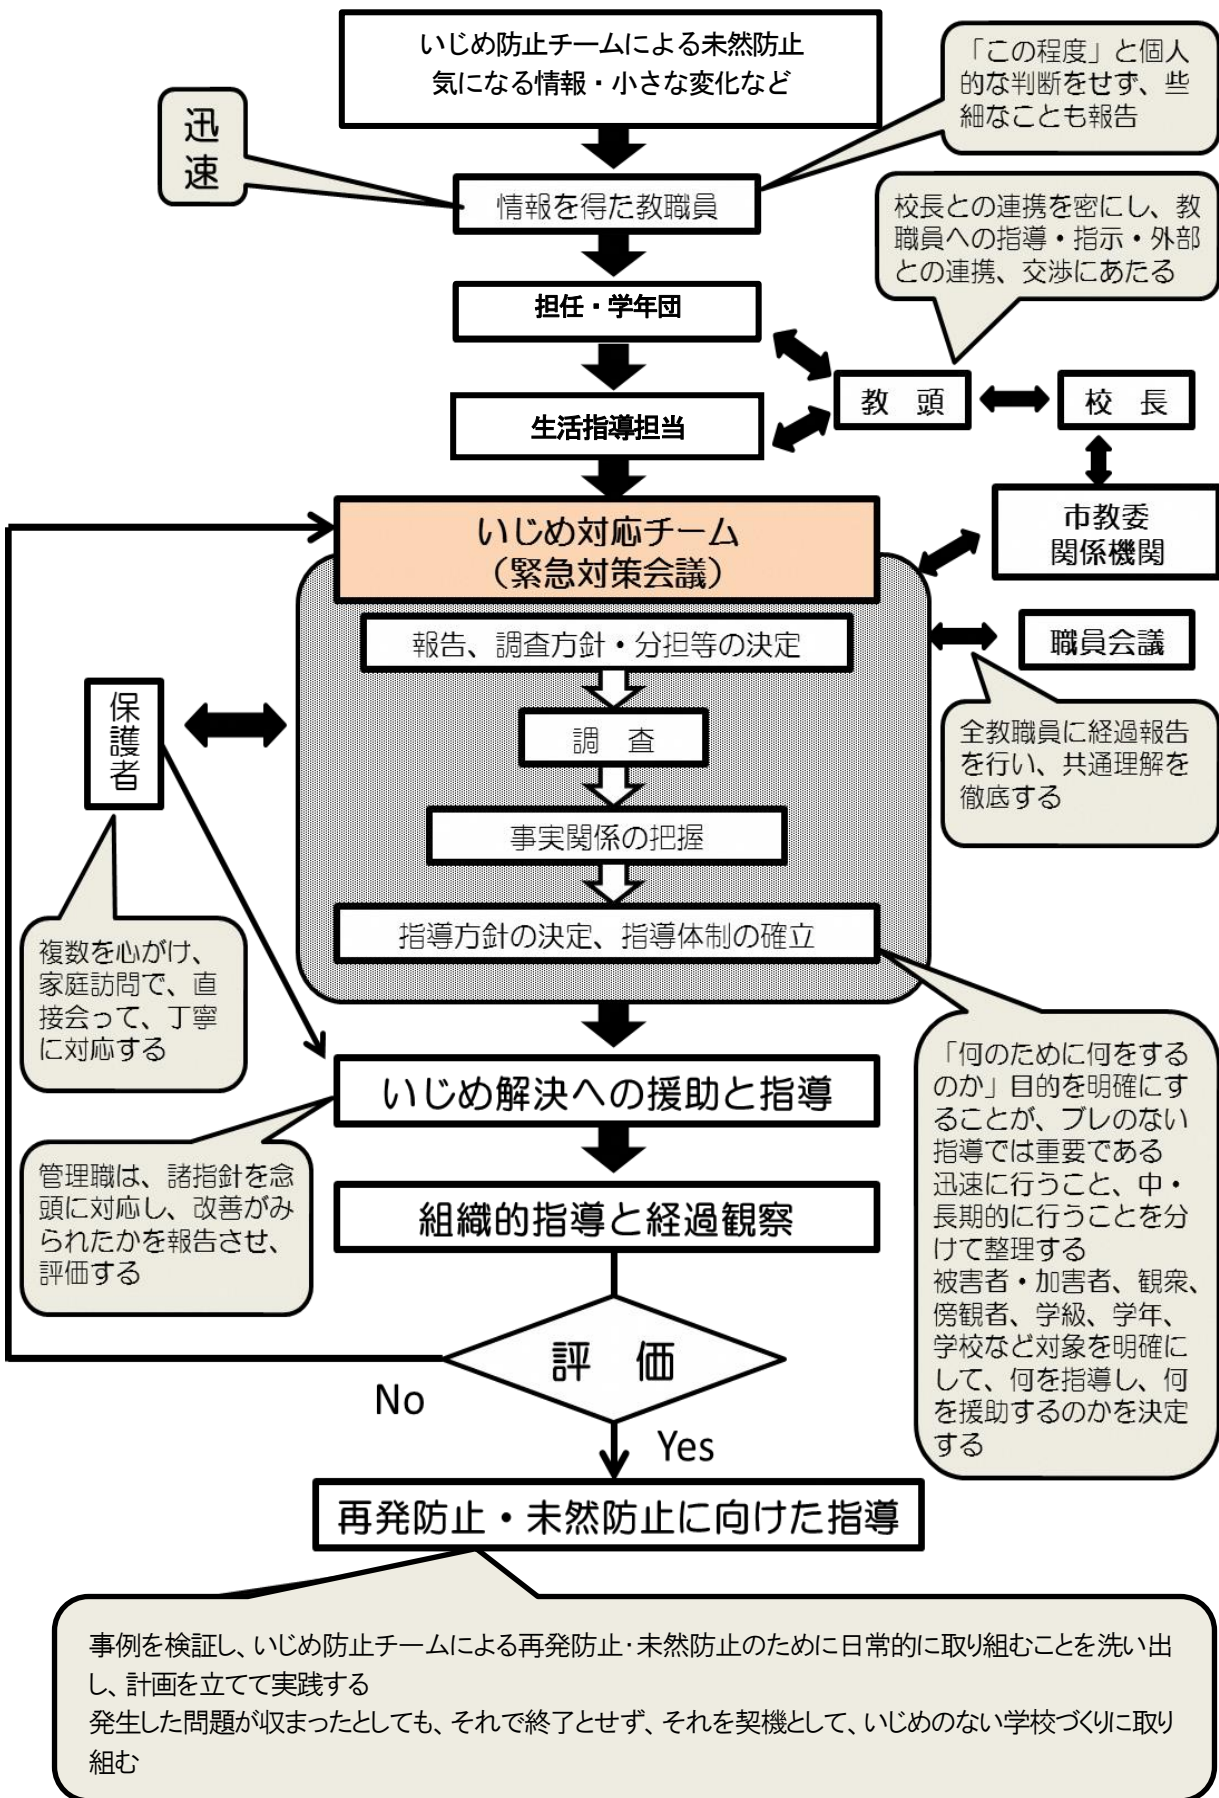 いじめ防止チームによる未然防止
気になる情報・小さな変化など
「この程度」と個人
的な判断をせず、些
細なことも報告
迅
速
情報を得た教職員
校長との連携を密にし、教
職員への指導・指示・外部
との連携、交渉にあたる
担任・学年団
教　頭
校　長
生活指導担当
市教委
関係機関
いじめ対応チーム
（緊急対策会議）
報告、調査方針・分担等の決定
職員会議
保
護
者
調　査
全教職員に経過報告
を行い、共通理解を
徹底する
事実関係の把握
指導方針の決定、指導体制の確立
複数を心がけ、
家庭訪問で、直
接会って、丁寧
に対応する
「何のために何をする
のか」目的を明確にす
ることが、ブレのない
指導では重要である
迅速に行うこと、中・
長期的に行うことを分
けて整理する
被害者・加害者、観衆、
傍観者、学級、学年、
学校など対象を明確に
して、何を指導し、何
を援助するのかを決定
する
いじめ解決への援助と指導
管理職は、諸指針を念
頭に対応し、改善がみ
られたかを報告させ、
評価する
組織的指導と経過観察
評　価
No
Yes
再発防止・未然防止に向けた指導
事例を検証し、いじめ防止チームによる再発防止･未然防止のために日常的に取り組むことを洗い出
し、計画を立てて実践する
発生した問題が収まったとしても、それで終了とせず、それを契機として、いじめのない学校づくりに取り
組む